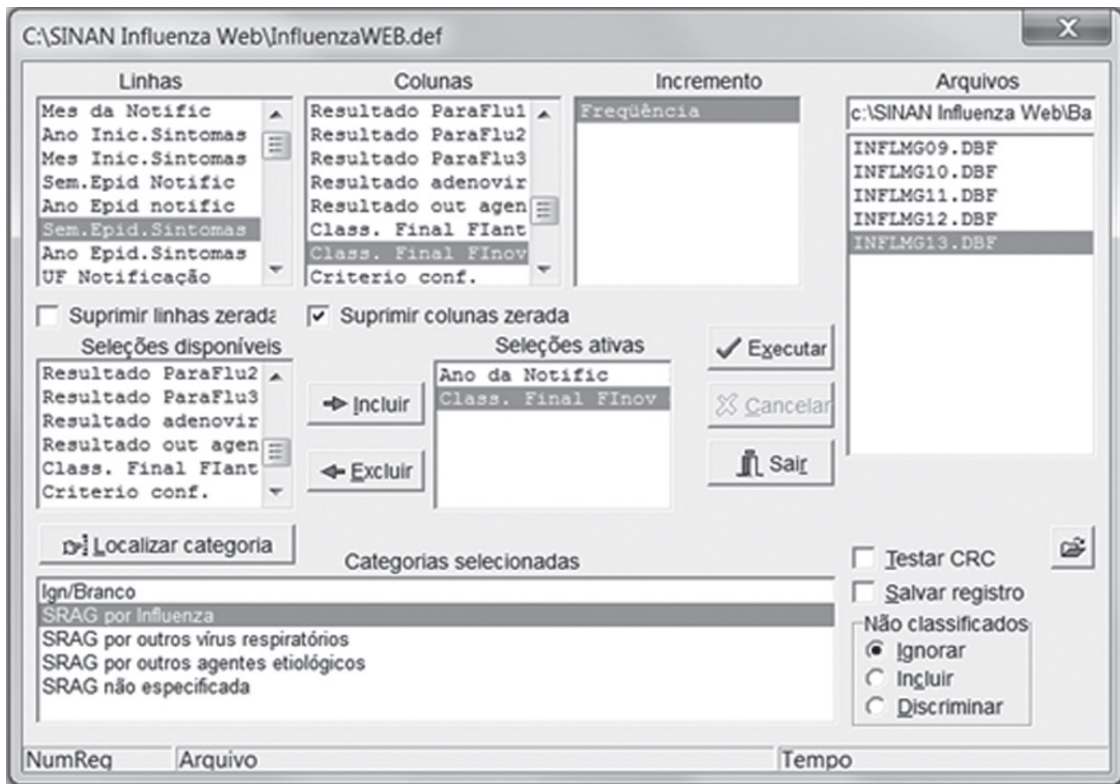 C:\SINAN Influenza Web\InfluenzaWEB.def
X
Linhas
Mes da Notific
Ano Inic.Sintomas
Mes Inic.Sintomas
Sem.Epid Notific
Ano Epid notific
Sem.Epid.Sintomas
Ano Epid.Sintomas
UF Notificação
Colunas
Resultado ParaFlu1
Resultado ParaFlu2
Resultado ParaFlu3
Resultado adenovir
Resultado out agen
Class. Final FIant
Class. Final FInov
Criterio conf.
Incremento
Freqüência
Arquivos
c:\SINAN Influenza Web\Ba
INFLMG09.DBF
INFLMG10.DBF
INFLMG11.DBF
INFLMG12.DBF
INFLMG13.DBF
Suprimir linhas zerada
Suprimir colunas zerada
Seleções disponíveis
Resultado ParaFlu2
Resultado ParaFlu3
Resultado adenovir
Resultado out agen
Class. Final FIant
Criterio conf.
Incluir
Excluir
Seleções ativas
Ano da Notific
Class. Final FInov
Executar
Cancelar
Sair
Localizar categoria
Categorias selecionadas
Ign/Branco
SRAG por Influenza
SRAG por outros vírus respiratórios
SRAG por outros agentes etiológicos
SRAG não especificada
Testar CRC
Salvar registro
Não classificados
Ignorar
Incluir
Discriminar
NumReg
Arquivo
Tempo